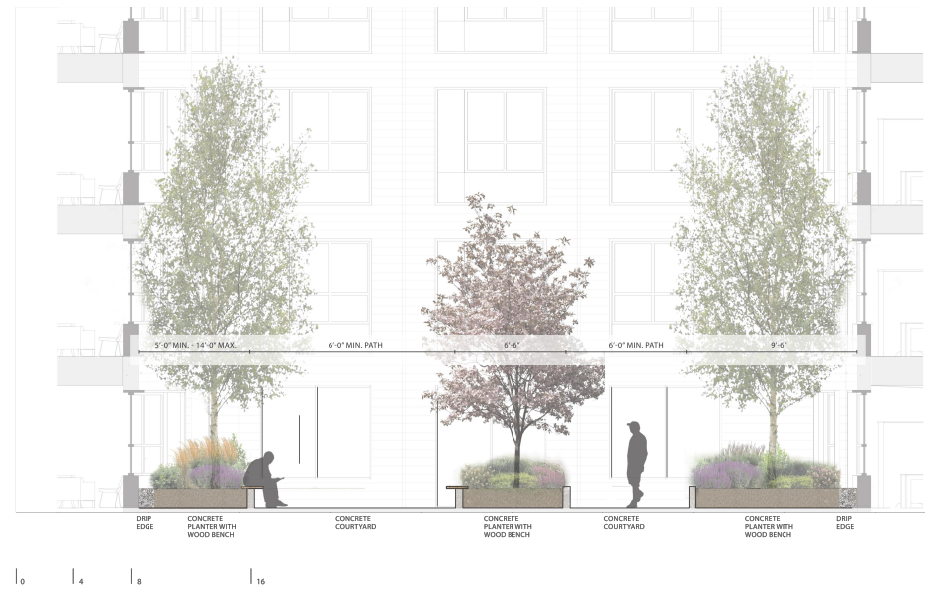 5'-0" MIN. - 14'-0" MAX.
6'-0" MIN. PATH
6'-6"
6'-0" MIN. PATH
9'-6'
DRIP
EDGE
CONCRETE
PLANTER WITH
WOOD BENCH
CONCRETE
COURTYARD
CONCRETE
PLANTER WITH
WOOD BENCH
CONCRETE
COURTYARD
CONCRETE
PLANTER WITH
WOOD BENCH
DRIP
EDGE
0 4 8 16